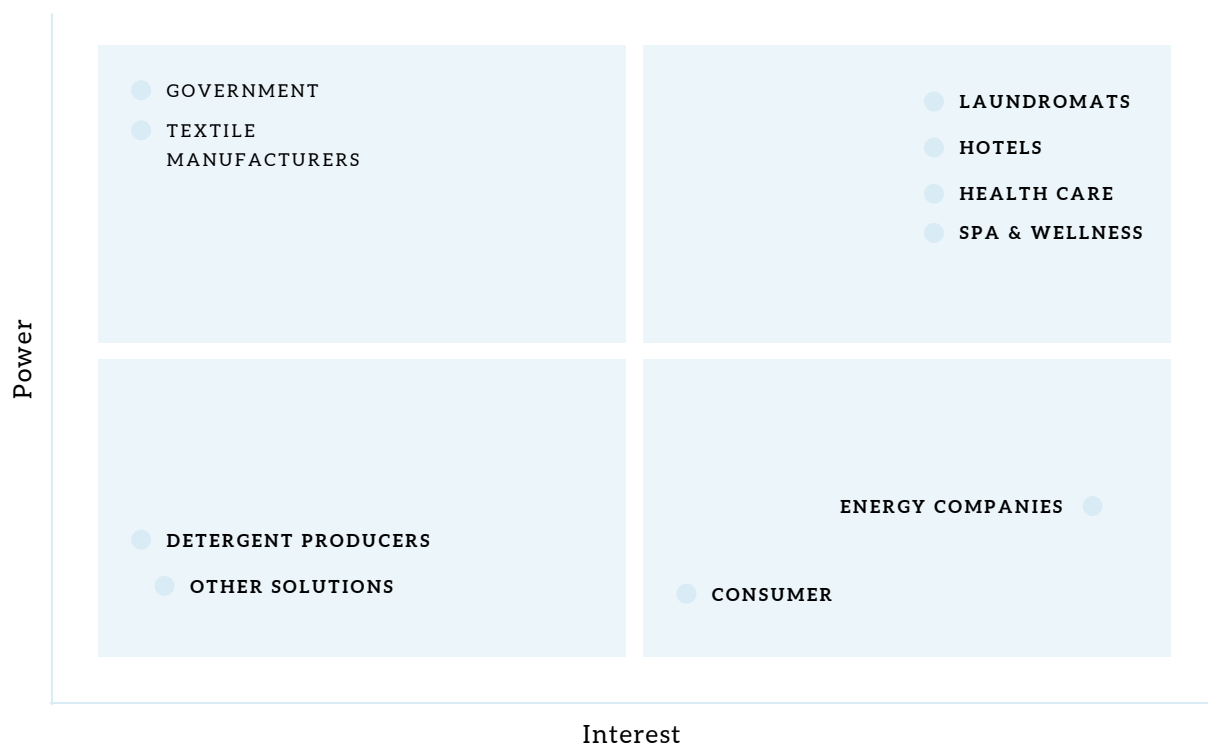 GOVERNMENT
TEXTILE
MANUFACTURERS
LAUNDROMATS
HOTELS
HEALTH CARE
SPA & WELLNESS
Power
DETERGENT PRODUCERS
OTHER SOLUTIONS
ENERGY COMPANIES
CONSUMER
Interest